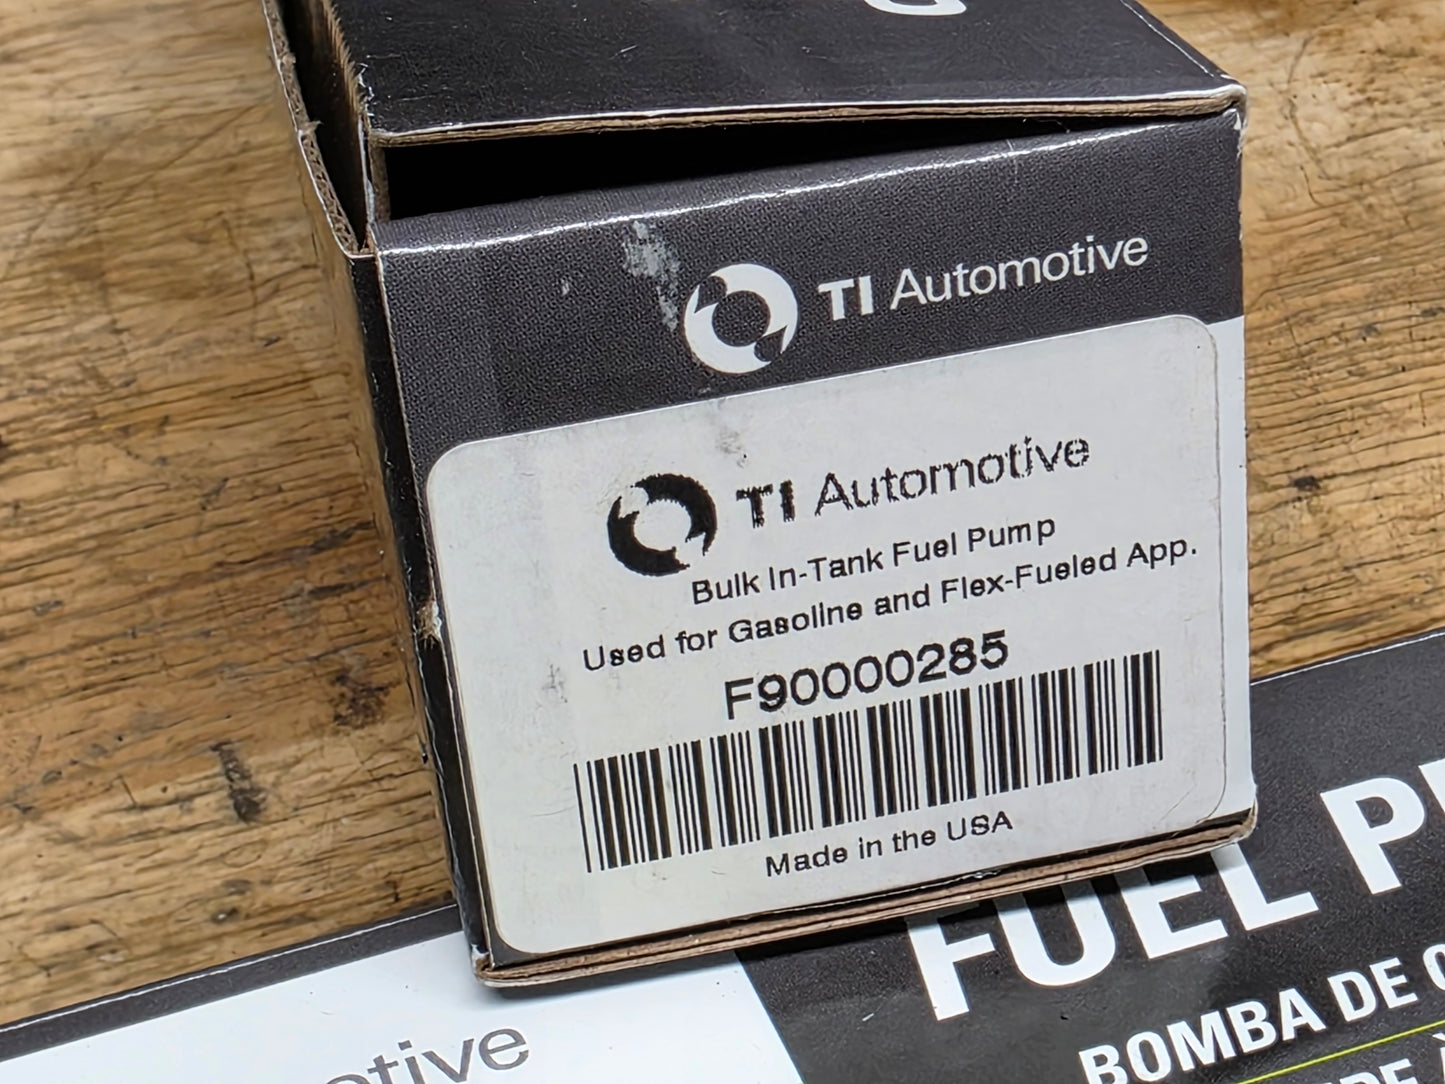 TI Automotive
TI Automotive
Bulk In-Tank Fuel Pump
Used for Gasoline and Flex-Fueled App.
F90000285
Made in the USA
FUEL
BOMBA DE